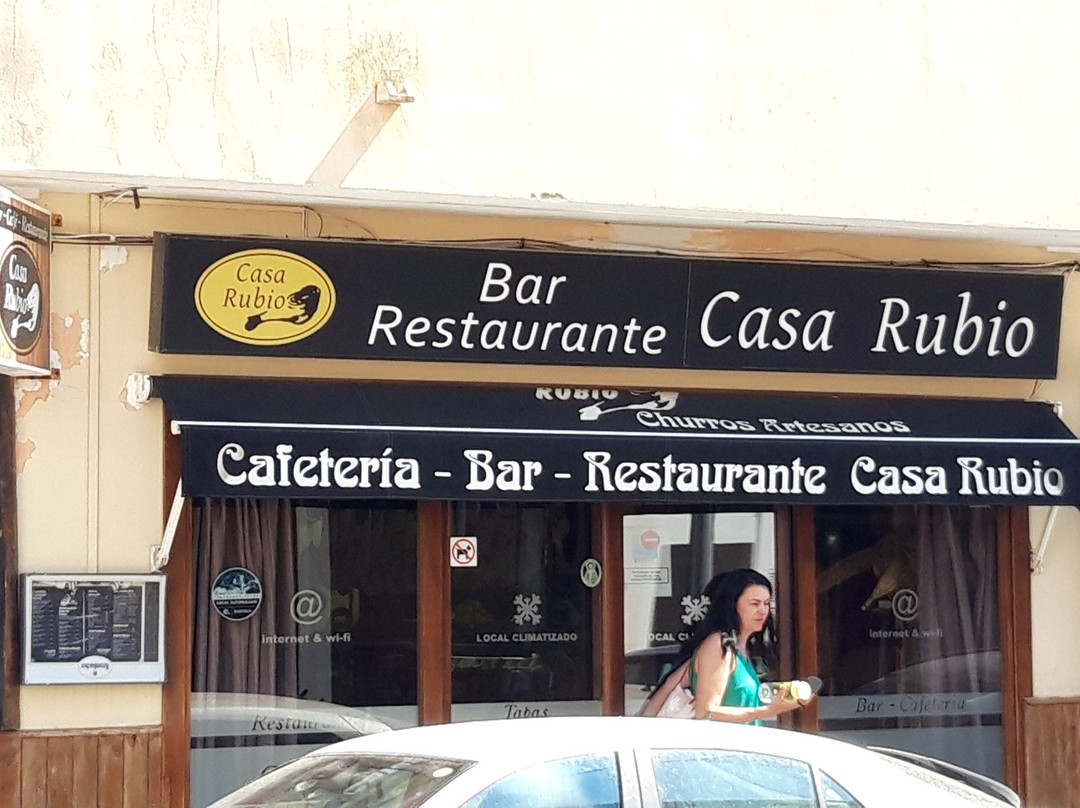 Casa
Rubio
Bar
Restaurante
Casa Rubio
Casa
Rubio
RUBIO
Churros Artesanos
Cafetería - Bar - Restaurante Casa Rubio
@
internet & wi-fi
LOCAL CLIMATIZADO
LOCAL
@
internet & wi-fi
Tapas
Bar - Cafetería